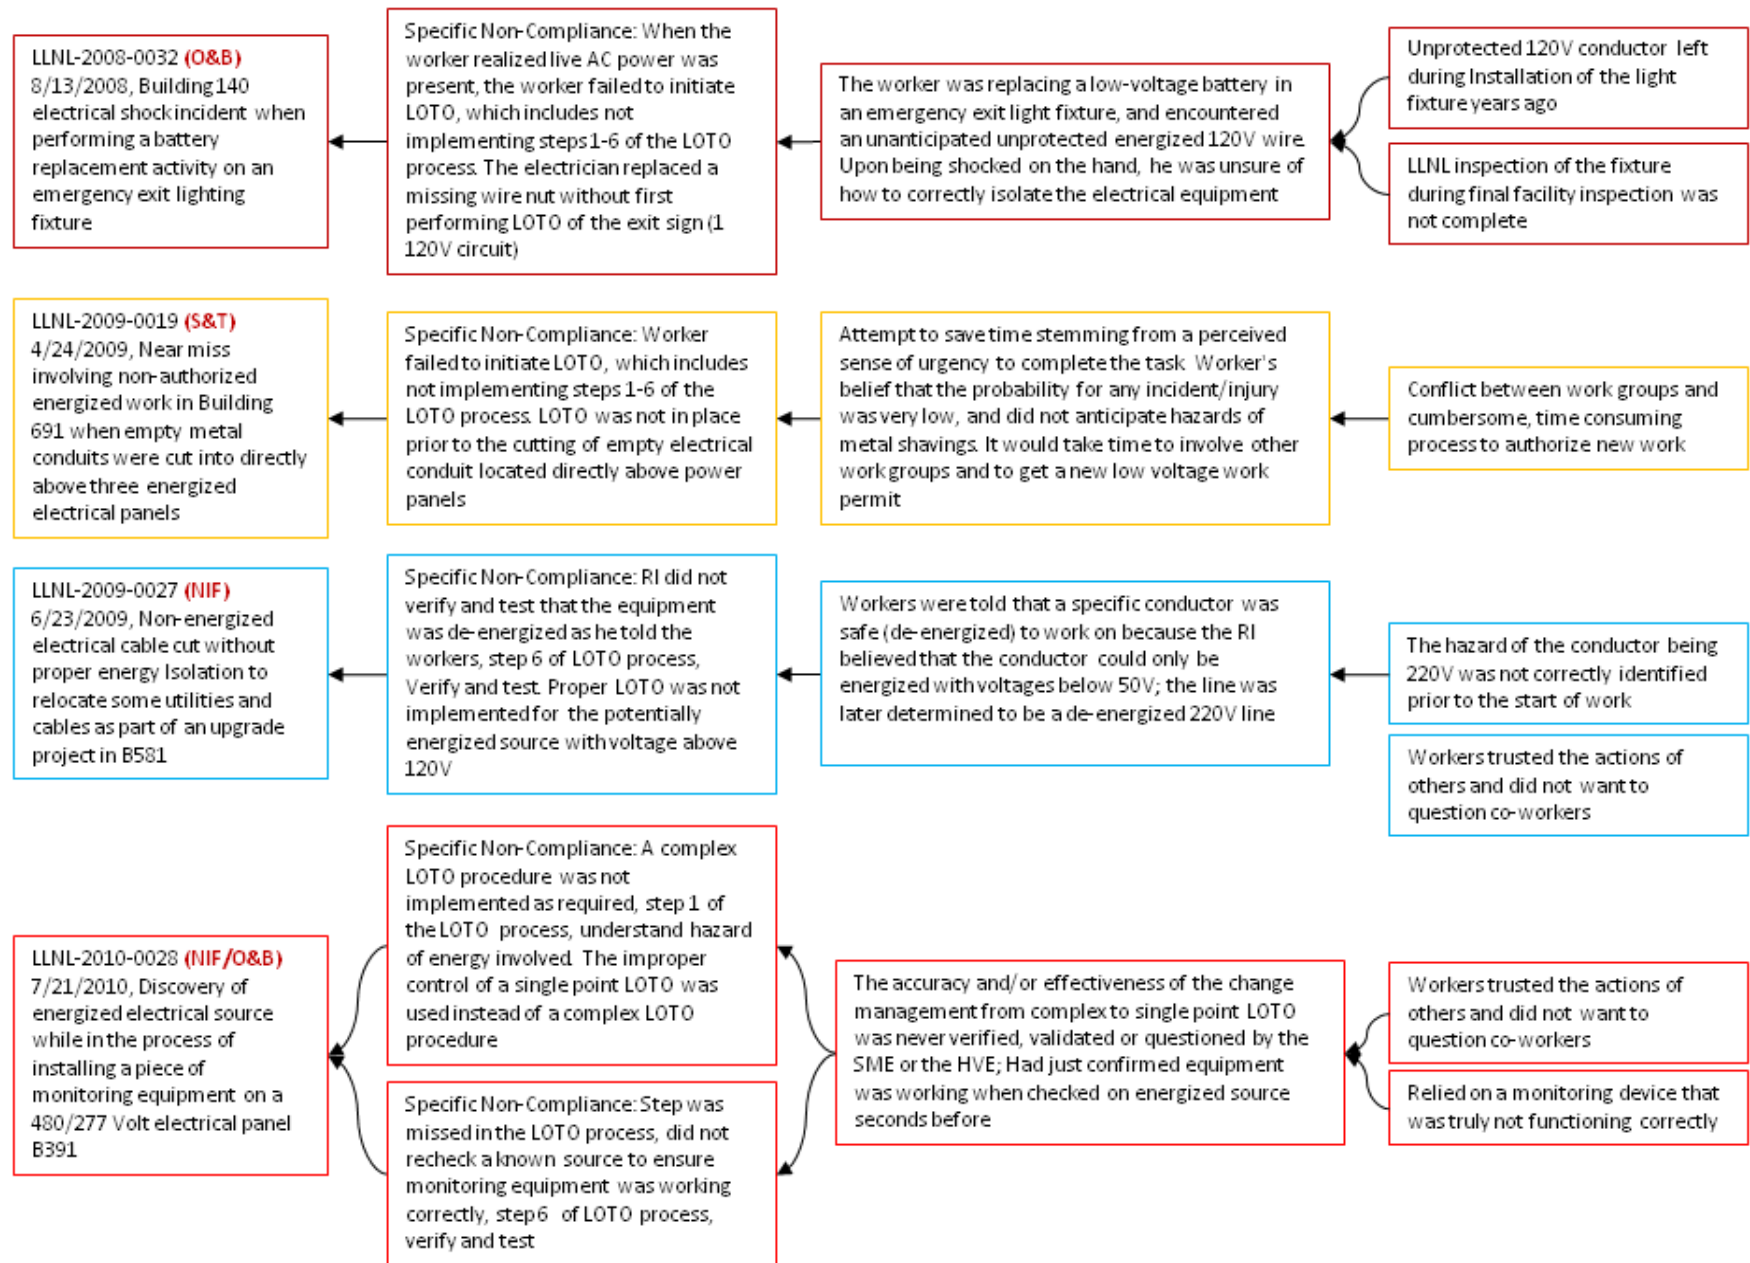 LLNL-2008-0032 (O&B)
8/13/2008, Building 140
electrical shock incident when
performing a battery
replacement activity on an
emergency exit lighting
fixture
Specific Non-Compliance: When the
worker realized live AC power was
present, the worker failed to initiate
LOTO, which includes not
implementing steps 1-6 of the LOTO
process. The electrician replaced a
missing wire nut without first
performing LOTO of the exit sign (1
120V circuit)
The worker was replacing a low-voltage battery in
an emergency exit light fixture, and encountered
an unanticipated unprotected energized 120V wire.
Upon being shocked on the hand, he was unsure of
how to correctly isolate the electrical equipment
Unprotected 120V conductor left
during Installation of the light
fixture years ago
LLNL inspection of the fixture
during final facility inspection was
not complete
LLNL-2009-0019 (S&T)
4/24/2009, Near miss
involving non-authorized
energized work in Building
691 when empty metal
conduits were cut into directly
above three energized
electrical panels
Specific Non-Compliance: Worker
failed to initiate LOTO, which includes
not implementing steps 1-6 of the
LOTO process. LOTO was not in place
prior to the cutting of empty electrical
conduit located directly above power
panels
Attempt to save time stemming from a perceived
sense of urgency to complete the task. Worker's
belief that the probability for any incident/injury
was very low, and did not anticipate hazards of
metal shavings. It would take time to involve other
work groups and to get a new low voltage work
permit
Conflict between work groups and
cumbersome, time consuming
process to authorize new work
LLNL-2009-0027 (NIF)
6/23/2009, Non-energized
electrical cable cut without
proper energy Isolation to
relocate some utilities and
cables as part of an upgrade
project in B581
Specific Non-Compliance: RI did not
verify and test that the equipment
was de-energized as he told the
workers, step 6 of LOTO process,
Verify and test. Proper LOTO was not
implemented for the potentially
energized source with voltage above
120V
Workers were told that a specific conductor was
safe (de-energized) to work on because the RI
believed that the conductor could only be
energized with voltages below 50V; the line was
later determined to be a de-energized 220V line
The hazard of the conductor being
220V was not correctly identified
prior to the start of work
Workers trusted the actions of
others and did not want to
question co-workers
LLNL-2010-0028 (NIF/O&B)
7/21/2010, Discovery of
energized electrical source
while in the process of
installing a piece of
monitoring equipment on a
480/277 Volt electrical panel
B391
Specific Non-Compliance: A complex
LOTO procedure was not
implemented as required, step 1 of
the LOTO process, understand hazard
of energy involved. The improper
control of a single point LOTO was
used instead of a complex LOTO
procedure
Specific Non-Compliance: Step was
missed in the LOTO process, did not
recheck a known source to ensure
monitoring equipment was working
correctly, step 6 of LOTO process,
verify and test
The accuracy and/or effectiveness of the change
management from complex to single point LOTO
was never verified, validated or questioned by the
SME or the HVE; Had just confirmed equipment
was working when checked on energized source
seconds before
Workers trusted the actions of
others and did not want to
question co-workers
Relied on a monitoring device that
was truly not functioning correctly